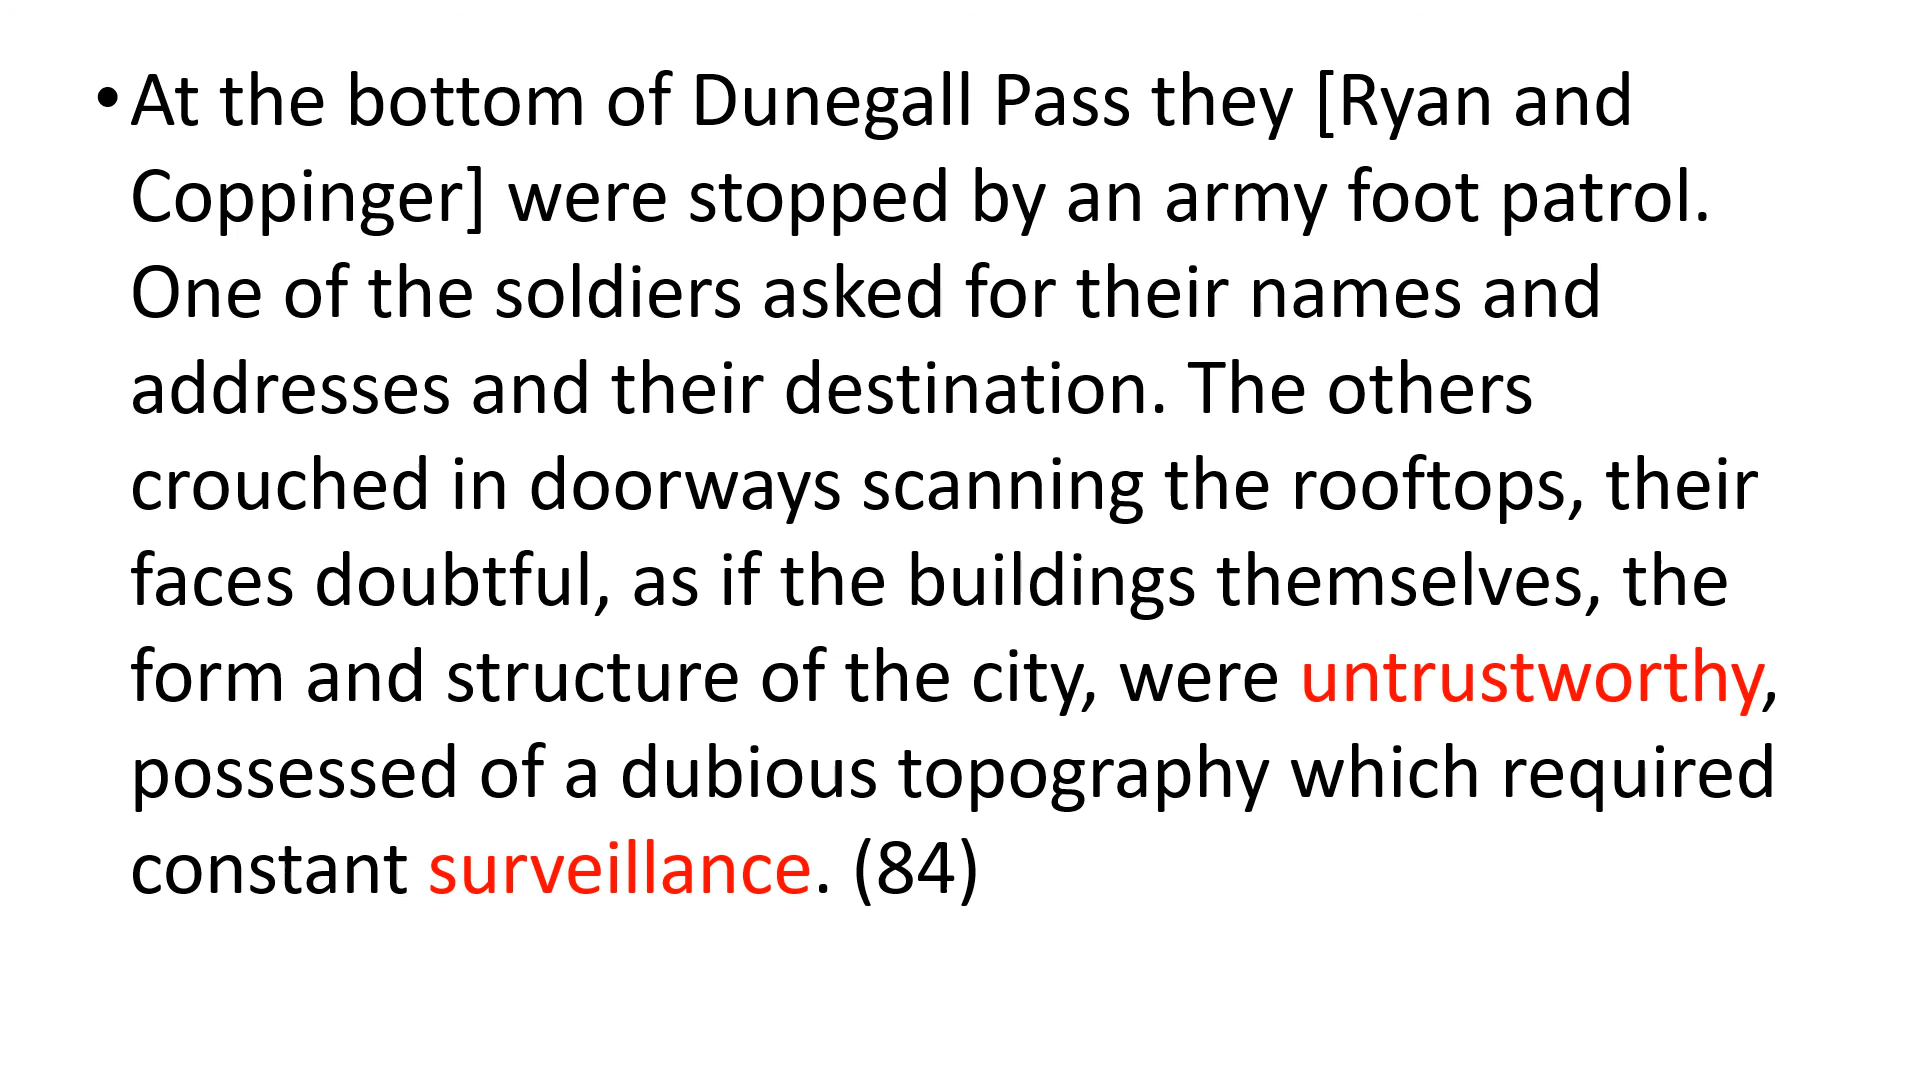 •At the bottom of Dunegall Pass they [Ryan and
Coppinger] were stopped by an army foot patrol.
One of the soldiers asked for their names and
addresses and their destination. The others
crouched in doorways scanning the rooftops, their
faces doubtful, as if the buildings themselves, the
form and structure of the city, were untrustworthy,
possessed of a dubious topography which required
constant surveillance. (84)